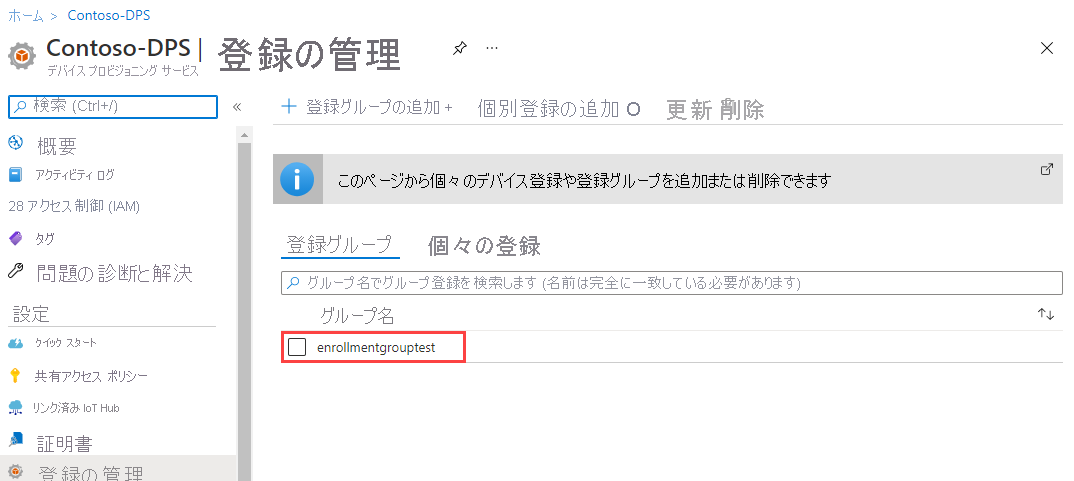 ホーム > Contoso-DPS
Contoso-DPS | 登録の管理 ...
デバイス プロビジョニング サービス
検索 (Ctrl+/) «
概要
アクティビティ ログ
28 アクセス制御 (IAM)
タグ
問題の診断と解決
設定
クイック スタート
共有アクセス ポリシー
リンク済み IoT Hub
証明書
登録の管理
+ 登録グループの追加 + 個別登録の追加 O 更新 削除
このページから個々のデバイス登録や登録グループを追加または削除できます
登録グループ 個々の登録
グループ名でグループ登録を検索します (名前は完全に一致している必要があります)
グループ名
enrollmentgrouptest